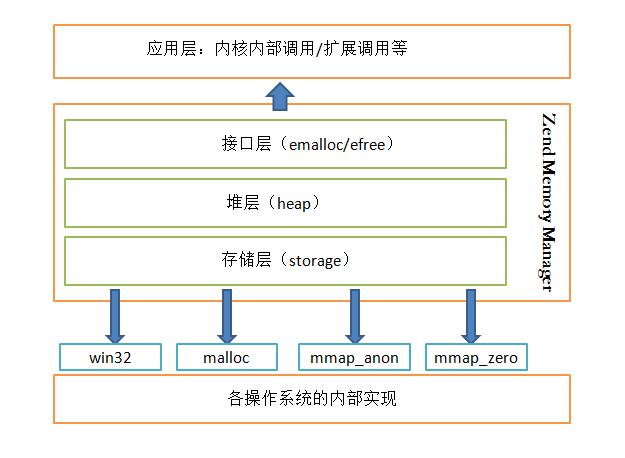 应用层：内核内部调用/扩展调用等
接口层（emalloc/efree）
堆层（heap）
存储层（storage）
Zend Memory Manager
win32
malloc
mmap_anon
mmap_zero
各操作系统的内部实现